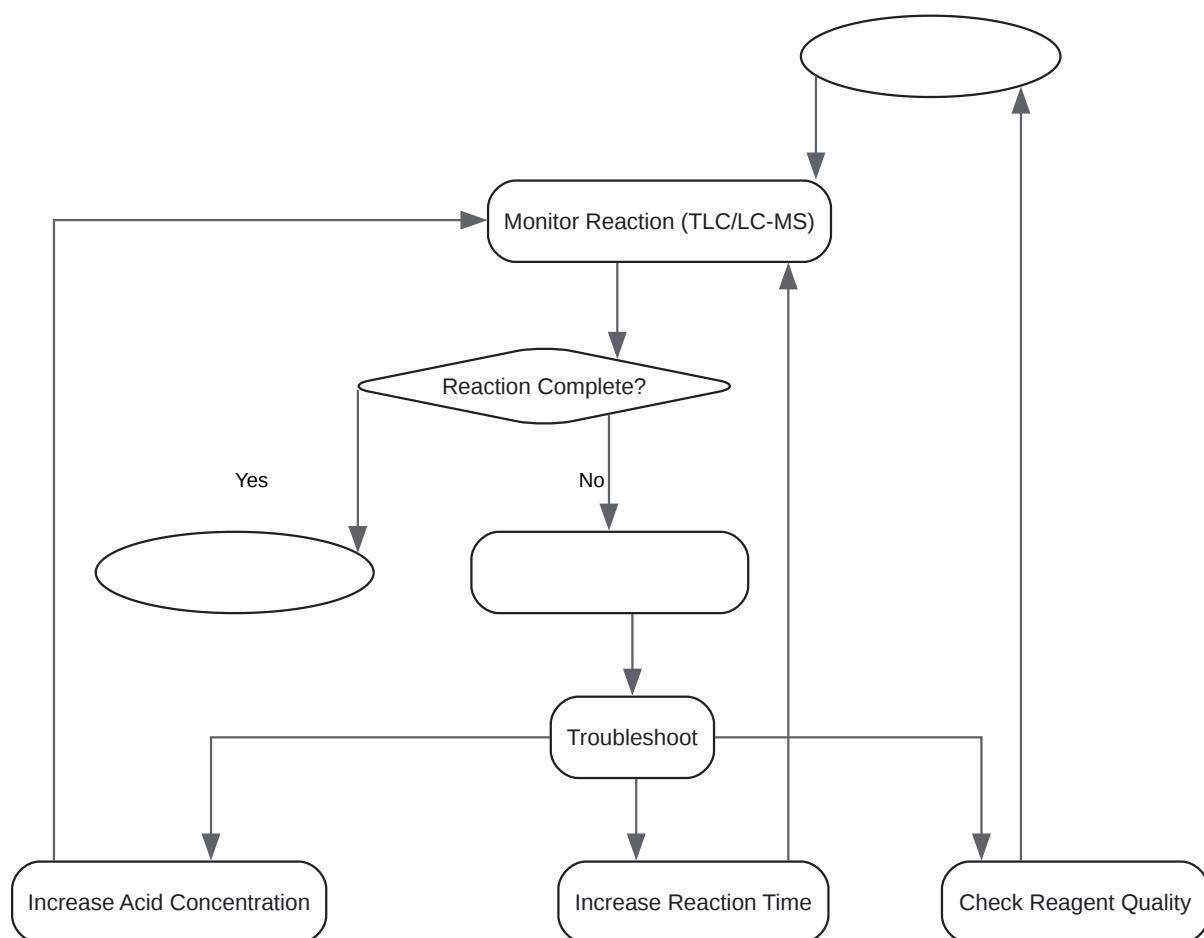 Monitor Reaction (TLC/LC-MS)
Reaction Complete?
Yes
No
Troubleshoot
Increase Acid Concentration
Increase Reaction Time
Check Reagent Quality